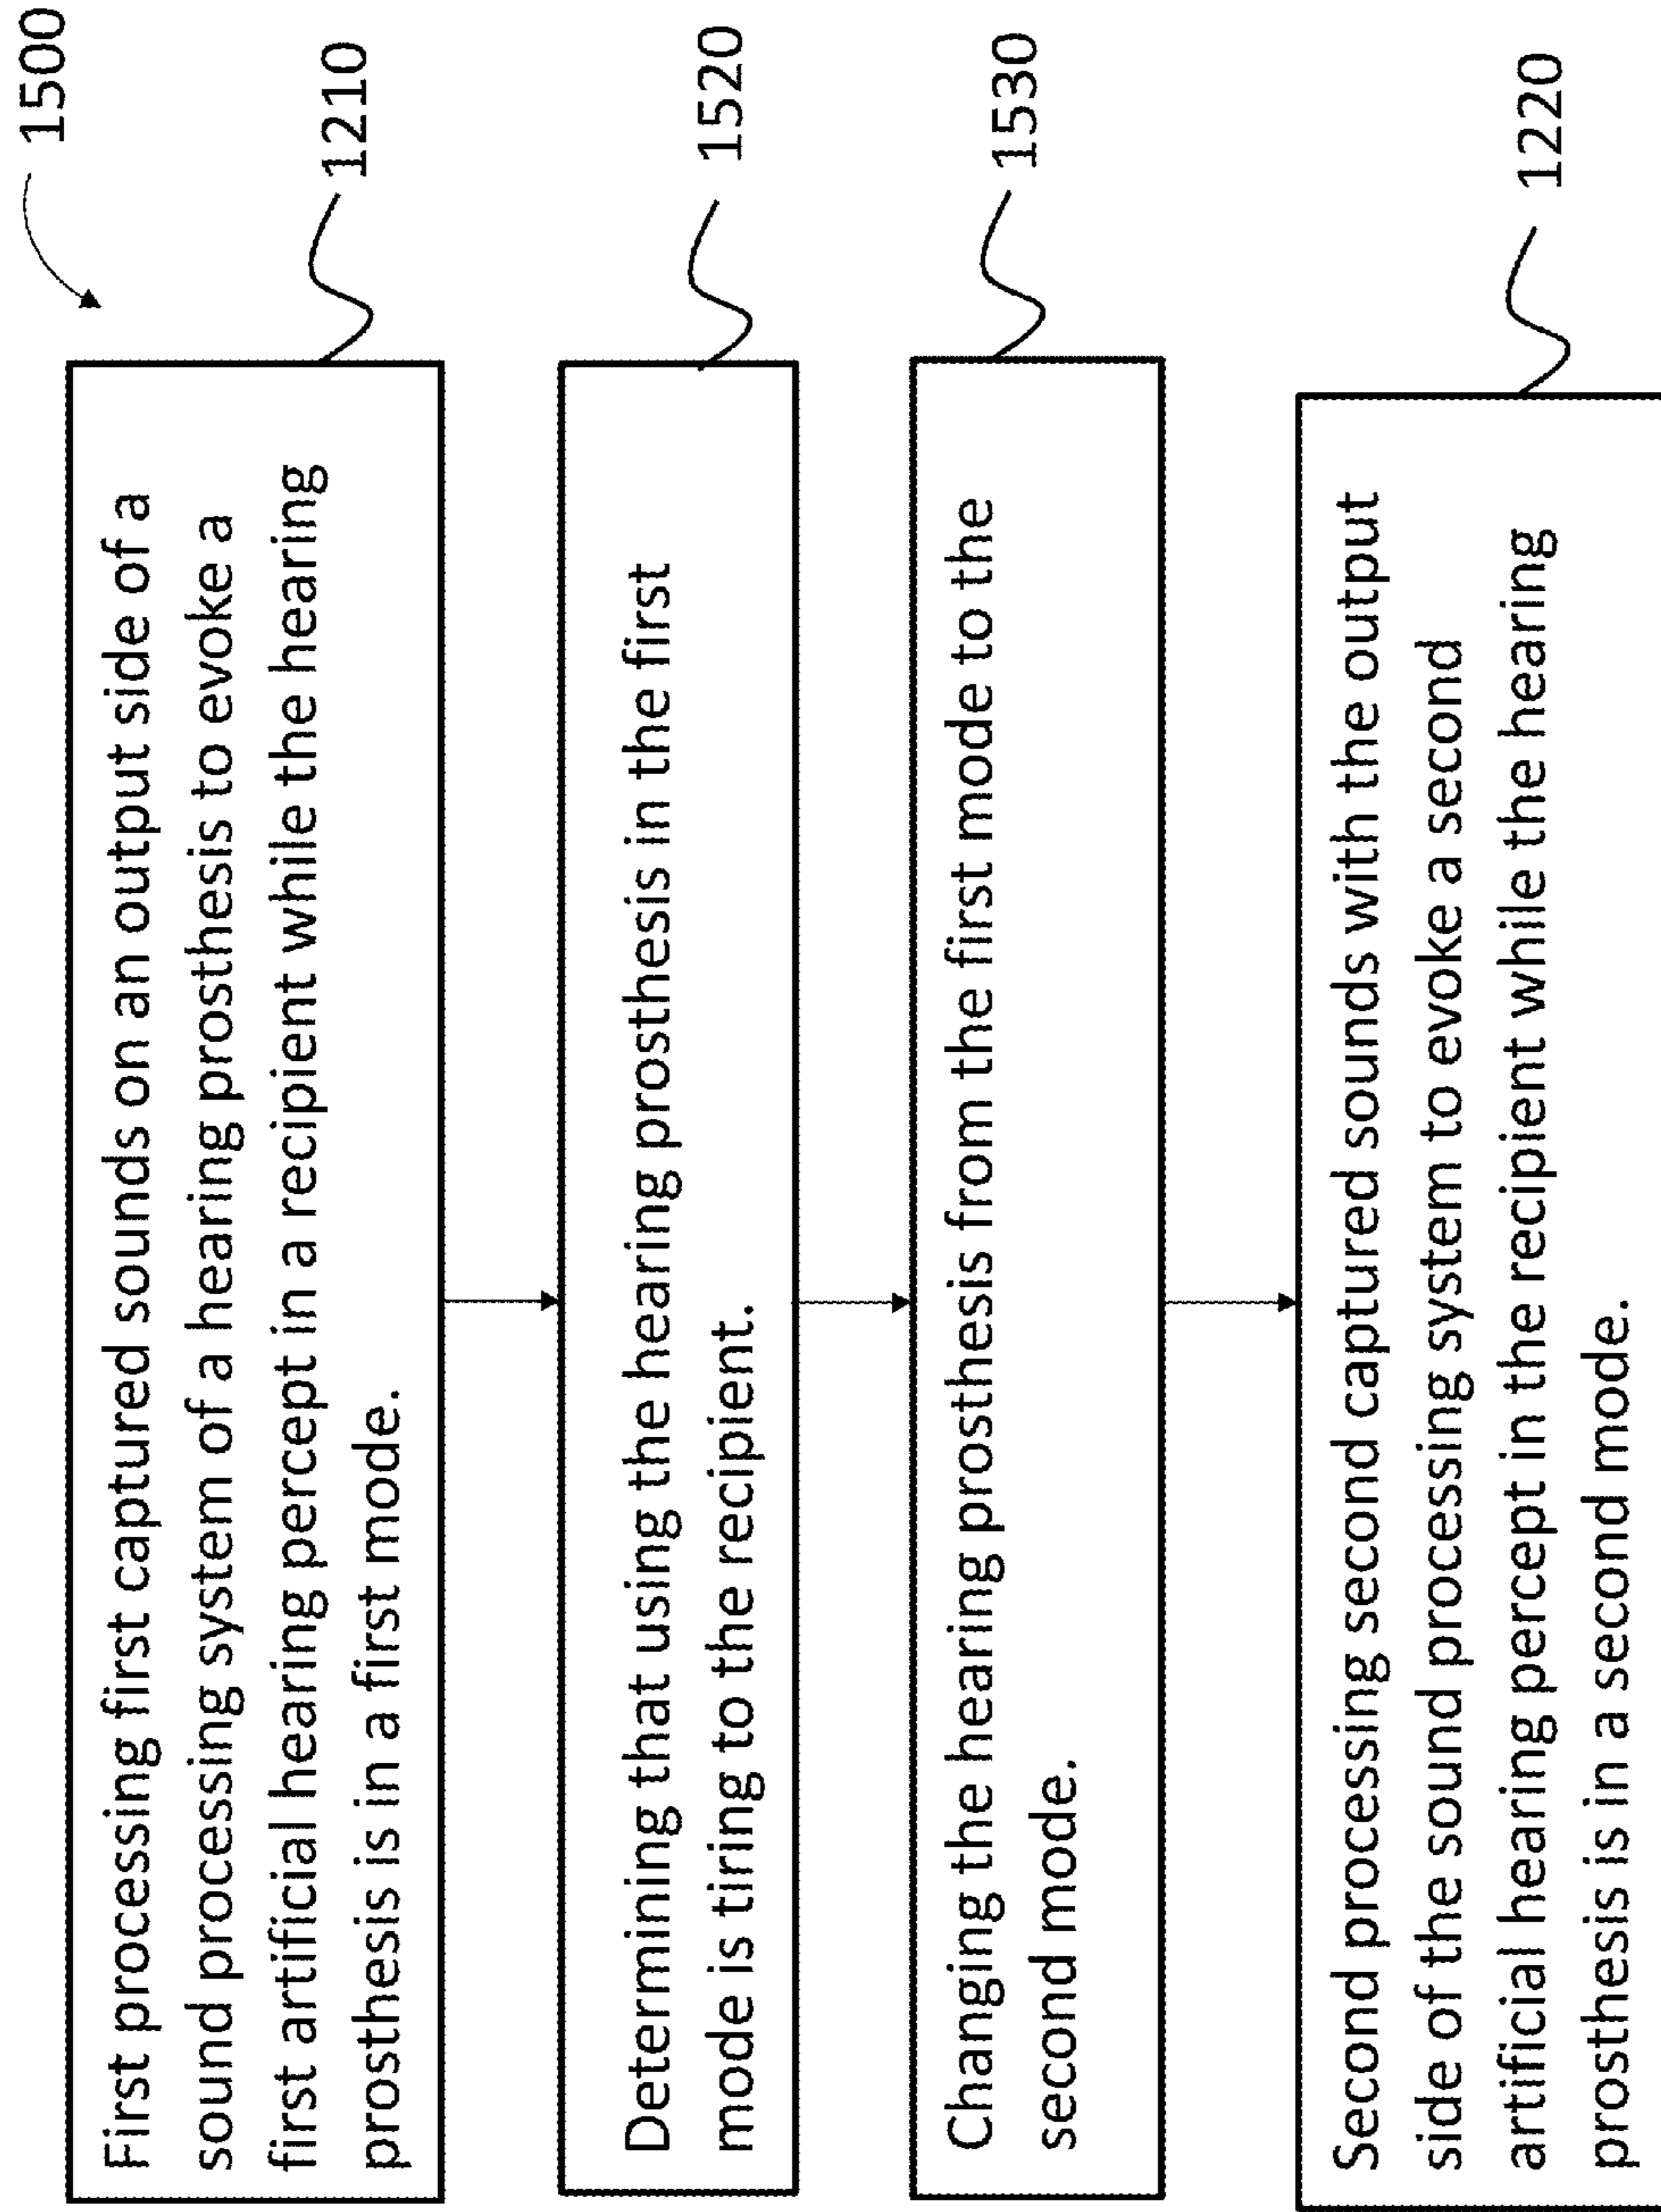 1500
First processing first captured sounds on an output side of a
sound processing system of a hearing prosthesis to evoke a
first artificial hearing percept in a recipient while the hearing
prosthesis is in a first mode.
1210
Determining that using the hearing prosthesis in the first
mode is tiring to the recipient.
1520
Changing the hearing prosthesis from the first mode to the
second mode.
1530
Second processing second captured sounds with the output
side of the sound processing system to evoke a second
artificial hearing percept in the recipient while the hearing
prosthesis is in a second mode.
1220